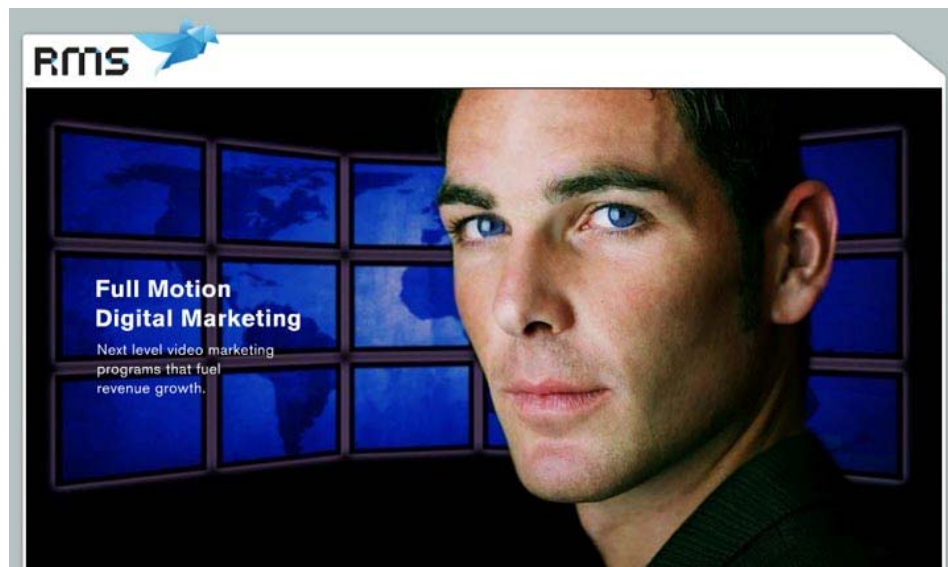 RMS
Full Motion
Digital Marketing
Next level video marketing
programs that fuel
revenue growth.